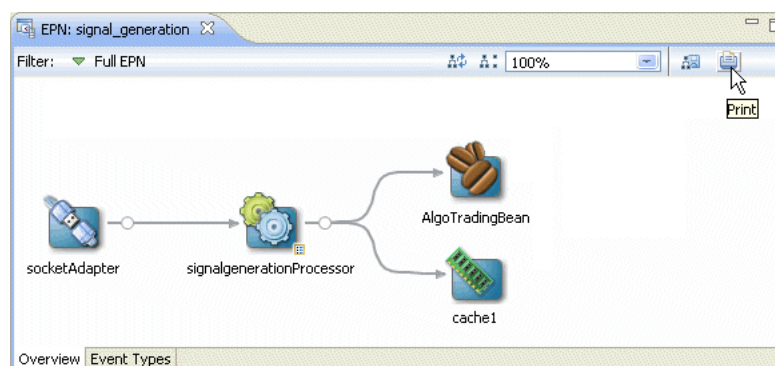 EPN: signal_generation
Filter: Full EPN 100%
Print
AlgoTradingBean
socketAdapter
signalgenerationProcessor
cache1
Overview Event Types